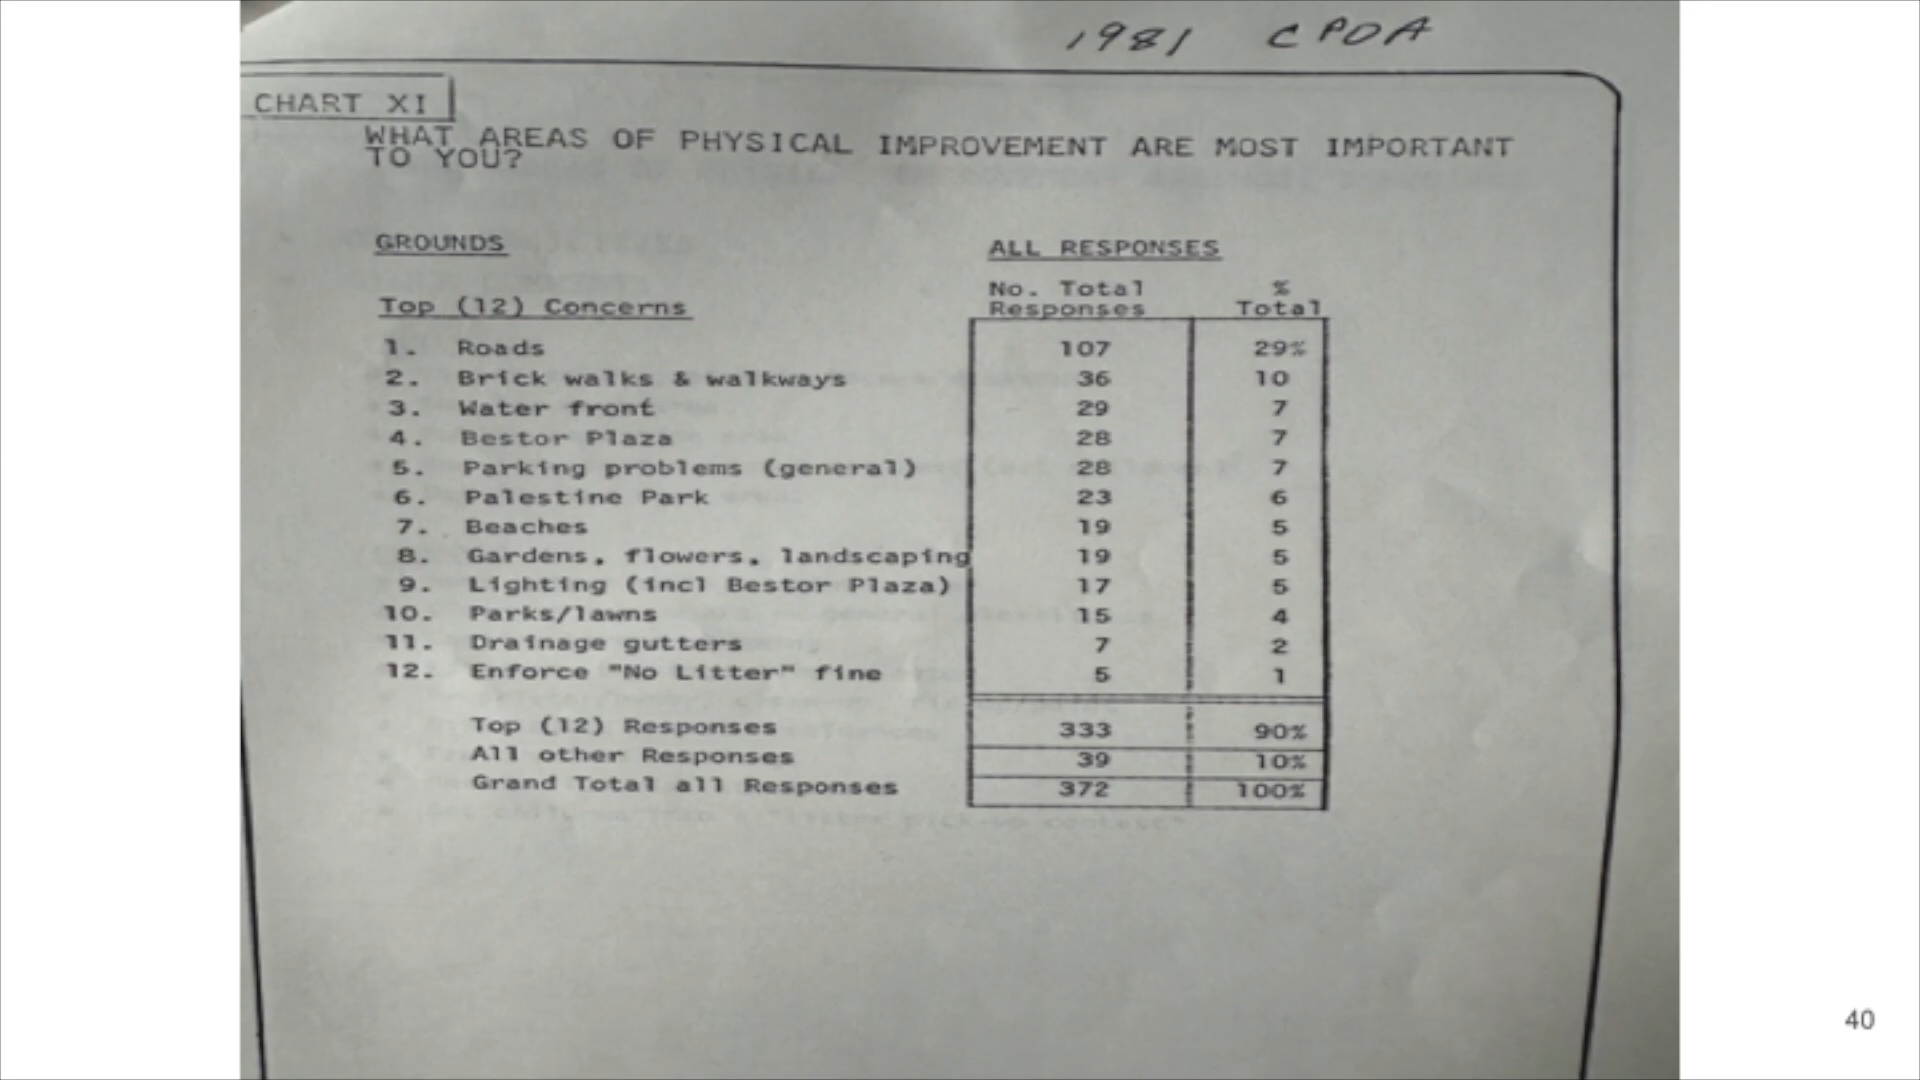 1981 CPOA
CHART XI
WHAT AREAS OF PHYSICAL IMPROVEMENT ARE MOST IMPORTANT
TO YOU?
GROUNDS ALL RESPONSES
No. Total %
Top (12) Concerns Responses Total
1. Roads 107 29%
2. Brick walks & walkways 36 10
3. Water front 29 7
4. Bestor Plaza 28 7
5. Parking problems (general) 28 7
6. Palestine Park 23 6
7. Beaches 19 5
8. Gardens, flowers, landscaping 19 5
9. Lighting (incl Bestor Plaza) 17 5
10. Parks/lawns 15 4
11. Drainage gutters 7 2
12. Enforce "No Litter" fine 5 1
Top (12) Responses 333 90%
All other Responses 39 10%
Grand Total all Responses 372 100%
40